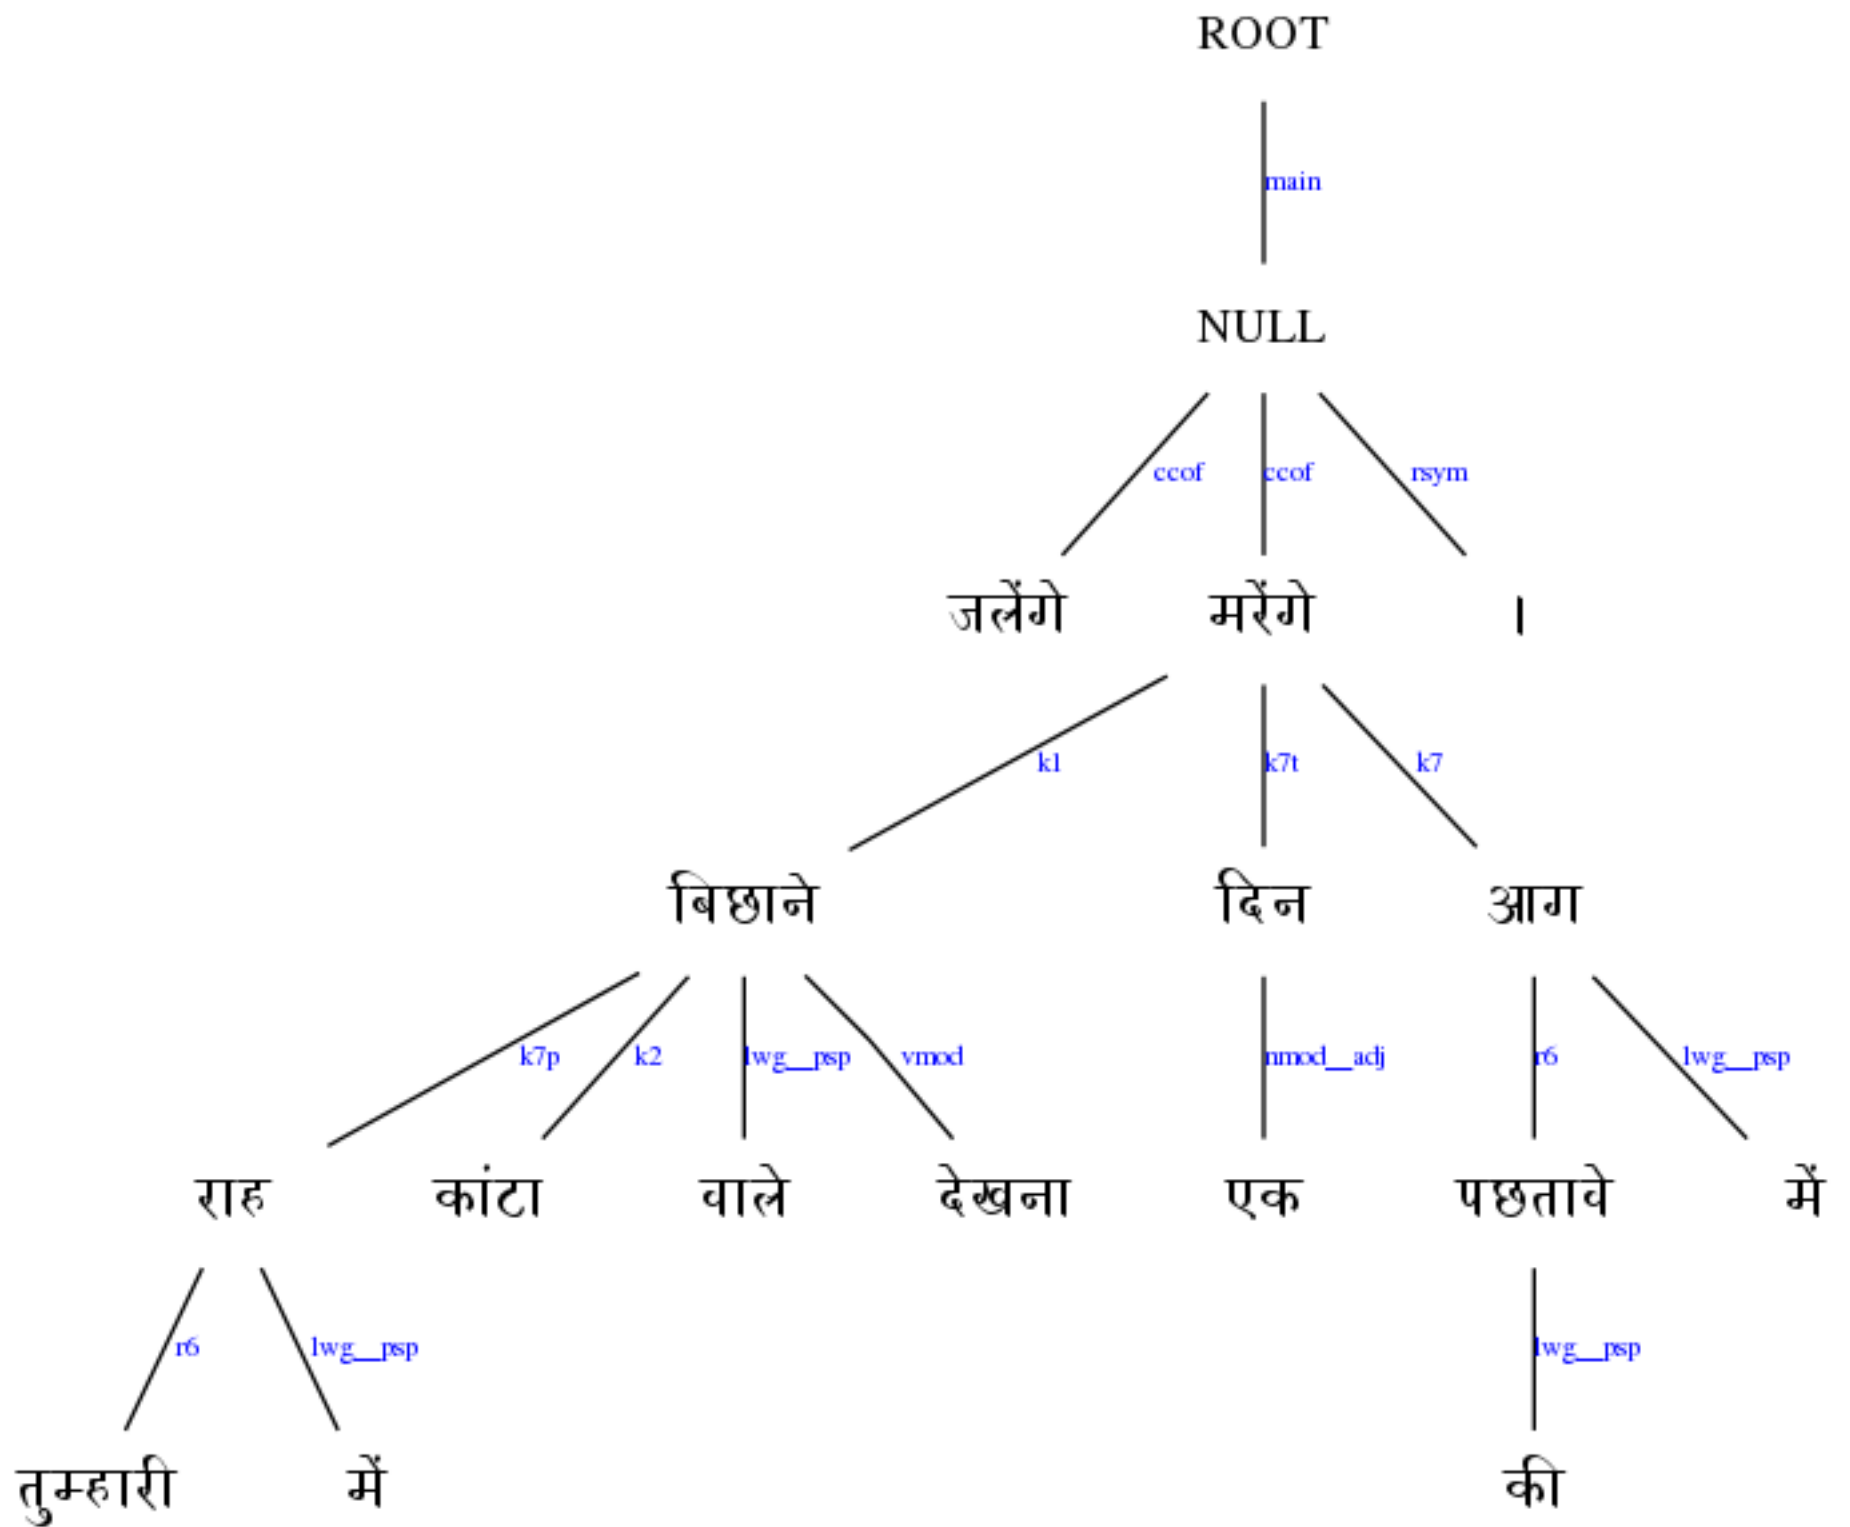 ROOT
main
NULL
ccof ccof rsym
जलेंगे मरेंगे ।
k1 k7t k7
बिछाने दिन आग
k7p k2 lwg__psp vmod nmod__adj r6 lwg__psp
राह कांटा वाले देखना एक पछतावे में
r6 lwg__psp lwg__psp
तुम्हारी में की